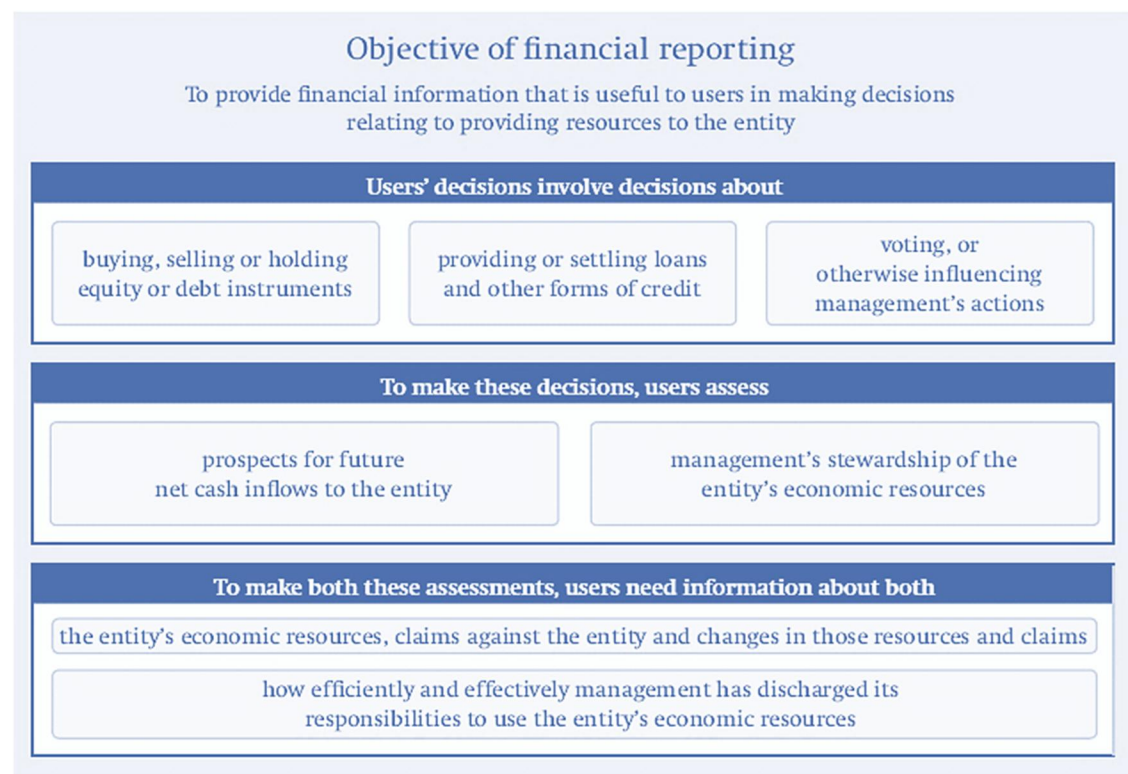 Objective of financial reporting
To provide financial information that is useful to users in making decisions
relating to providing resources to the entity
Users’ decisions involve decisions about
buying, selling or holding
equity or debt instruments
providing or settling loans
and other forms of credit
voting, or
otherwise influencing
management’s actions
To make these decisions, users assess
prospects for future
net cash inflows to the entity
management’s stewardship of the
entity’s economic resources
To make both these assessments, users need information about both
the entity’s economic resources, claims against the entity and changes in those resources and claims
how efficiently and effectively management has discharged its
responsibilities to use the entity’s economic resources